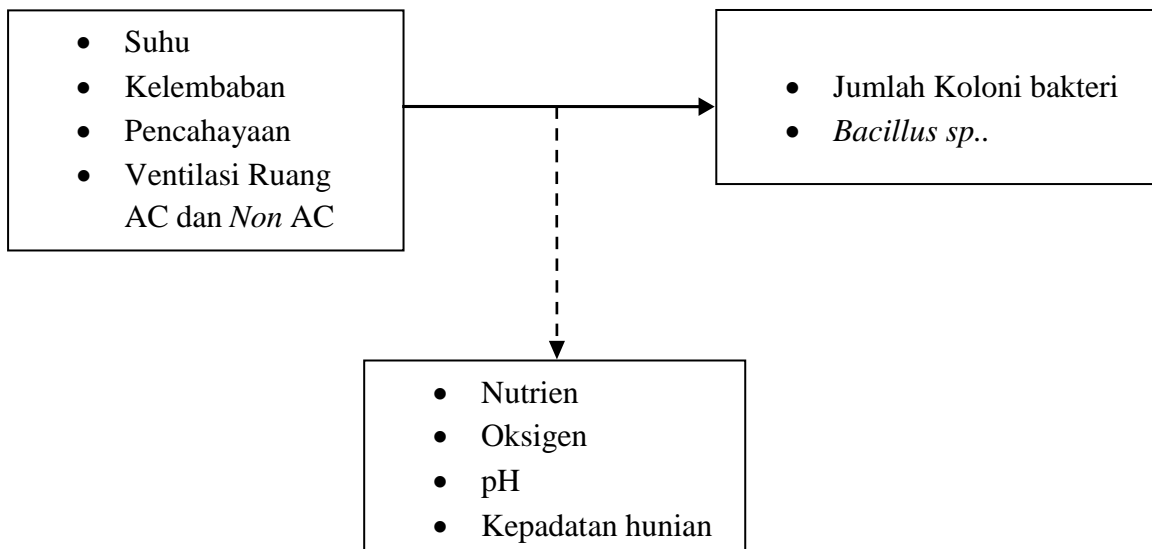 • Suhu
• Kelembaban
• Pencahayaan
• Ventilasi Ruang
AC dan Non AC
• Jumlah Koloni bakteri
• Bacillus sp..
• Nutrien
• Oksigen
• pH
• Kepadatan hunian